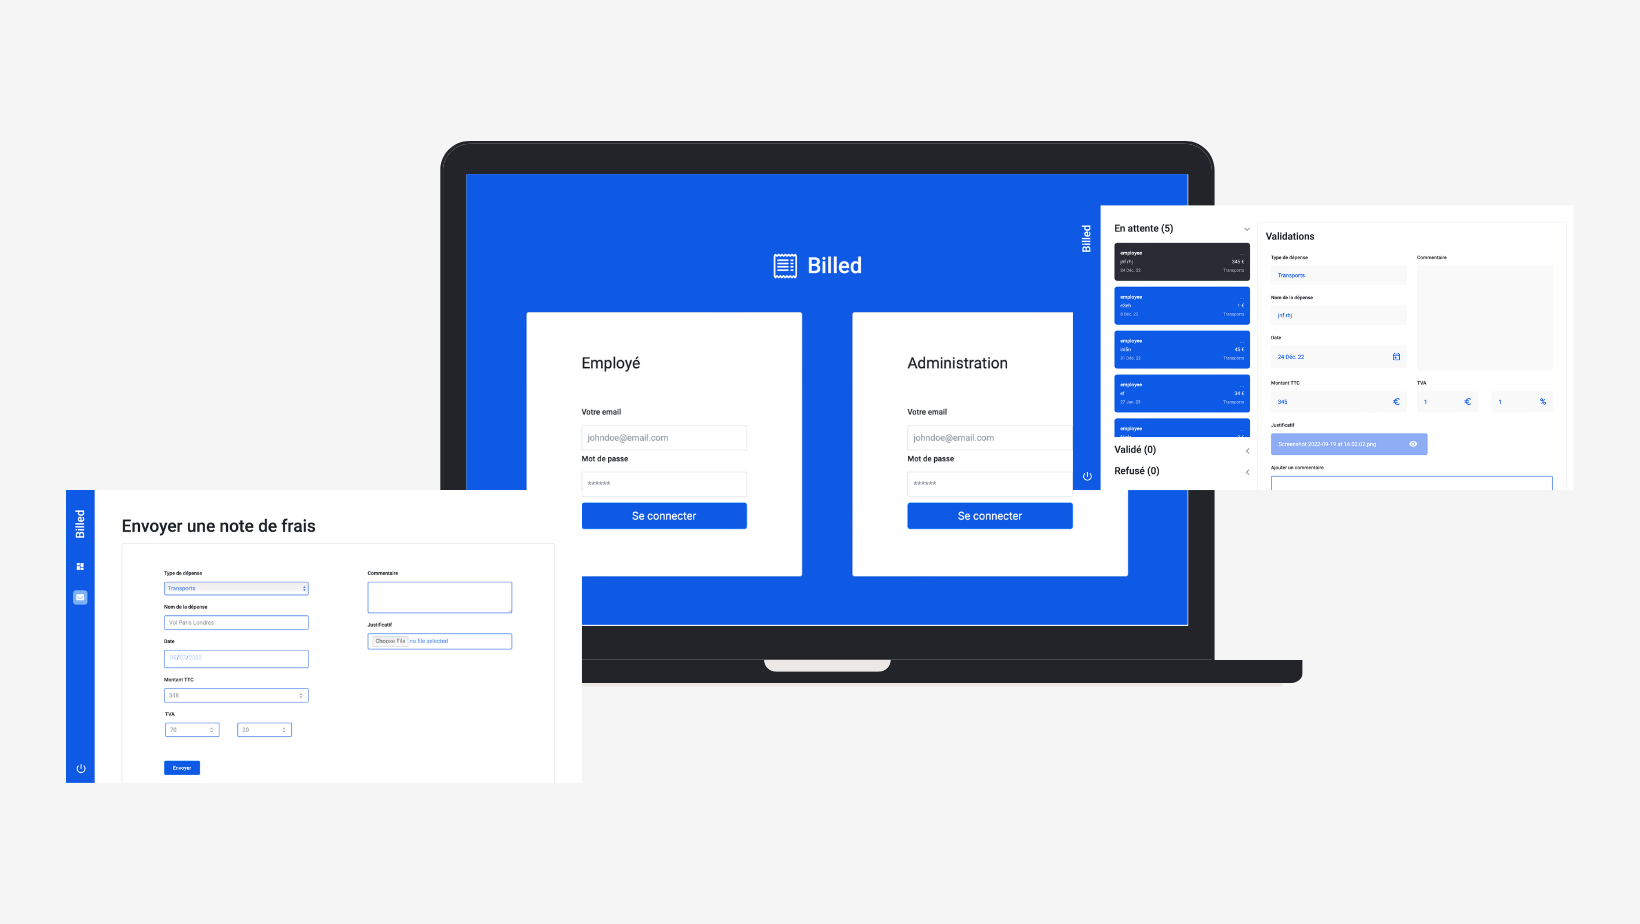 Billed
Employé
Votre email
johndoe@email.com
Mot de passe
******
Se connecter
Administration
Votre email
johndoe@email.com
Mot de passe
******
Se connecter
Billed
En attente (5)
employee
...
jnf.rhj
345 €
24 Déc. 22
Transports
employee
...
1 €
8 Déc. 22
Transports
employee
...
45 €
31 Déc. 22
Transports
employee
...
ef
34 €
27 Jan. 23
Transports
employee
...
Validé (0)
Refusé (0)
Validations
Type de dépense
Transports
Nom de la dépense
jnf.rhj
Date
24 Déc. 22
Montant TTC
345
€
TVA
1
€
1
%
Commentaire
Justificatif
Screenshot 2022-09-19 at 14.02.02.png
Ajouter un commentaire
Billed
Envoyer une note de frais
Type de dépense
Transports
Nom de la dépense
Vol Paris Londres
Date
Montant TTC
348
TVA
70
20
Commentaire
Justificatif
Choose File no file selected
Envoyer